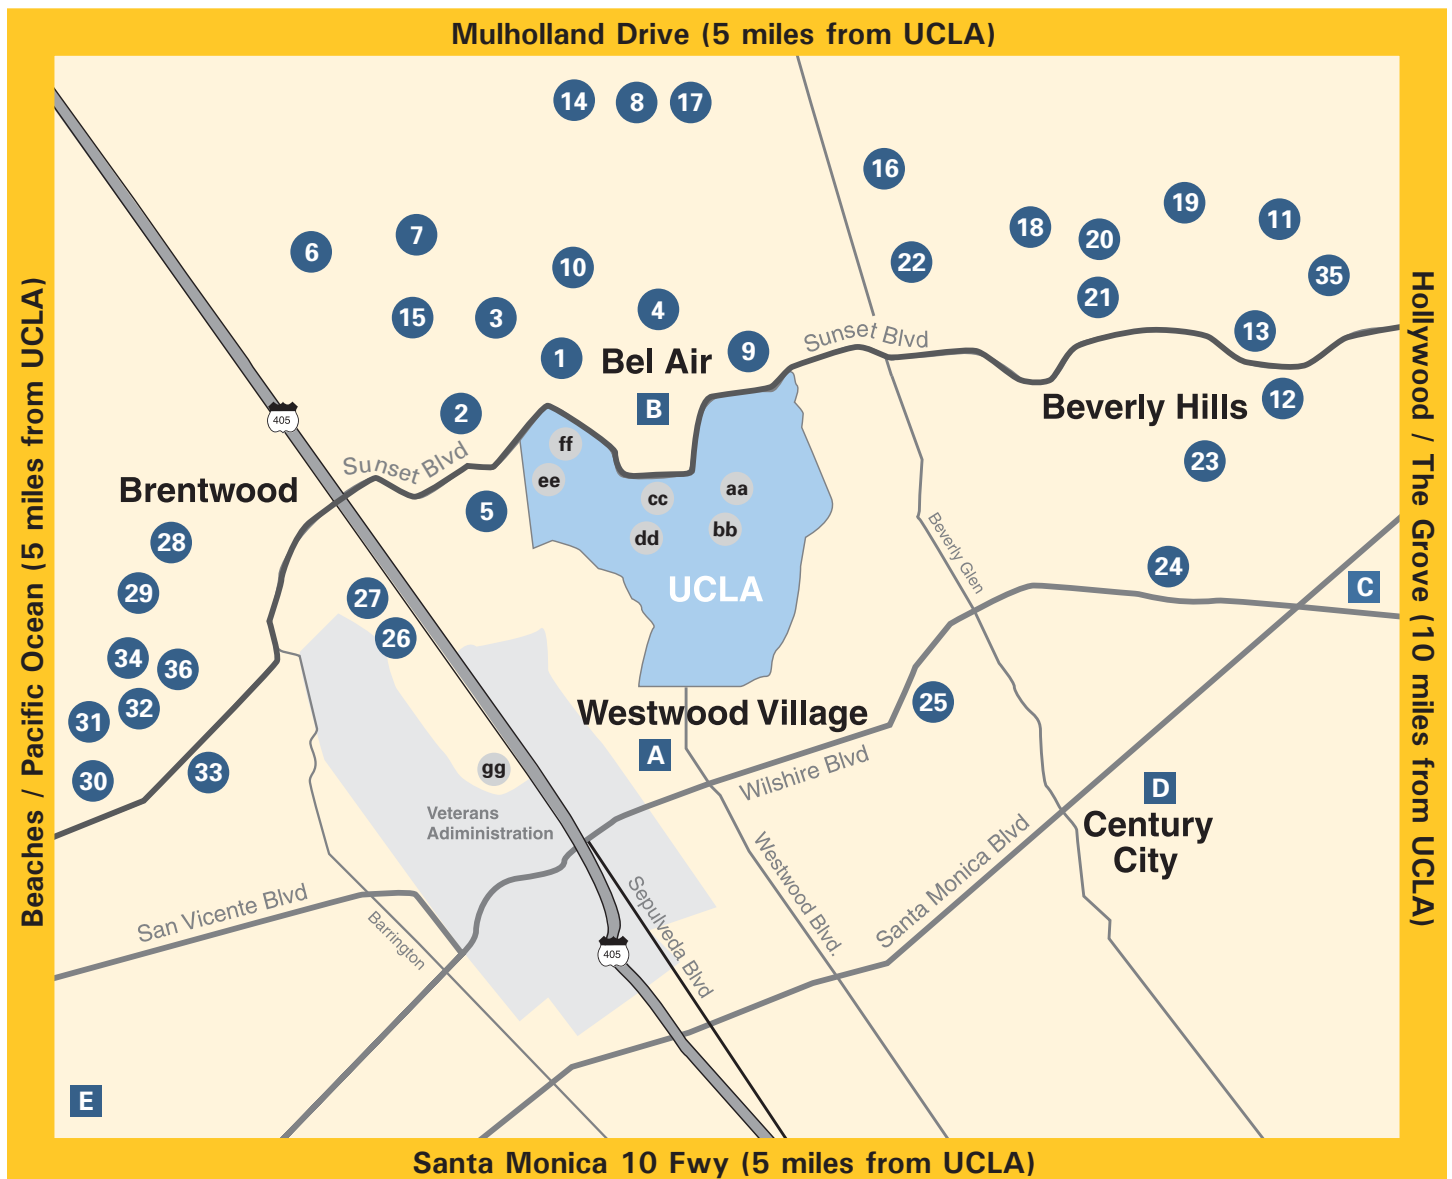 Mulholland Drive (5 miles from UCLA)
14
8
17
16
19
11
7
18
20
6
22
10
35
21
4
15
3
13
Sunset Blvd
9
1
Bel Air
12
Beverly Hills
B
2
405
ff
23
Sunset Blvd
ee
aa
Brentwood
cc
5
bb
dd
28
Beverly Glen
24
C
UCLA
29
27
26
34
36
25
32
Westwood Village
31
A
gg
33
30
Wilshire Blvd
D
Veterans
Adiministration
Century
City
Santa Monica Blvd
Westwood Blvd.
San Vicente Blvd
Sepulveda Blvd
Barrington
405
E
Beaches / Pacific Ocean (5 miles from UCLA)
Hollywood / The Grove (10 miles from UCLA)
Santa Monica 10 Fwy (5 miles from UCLA)